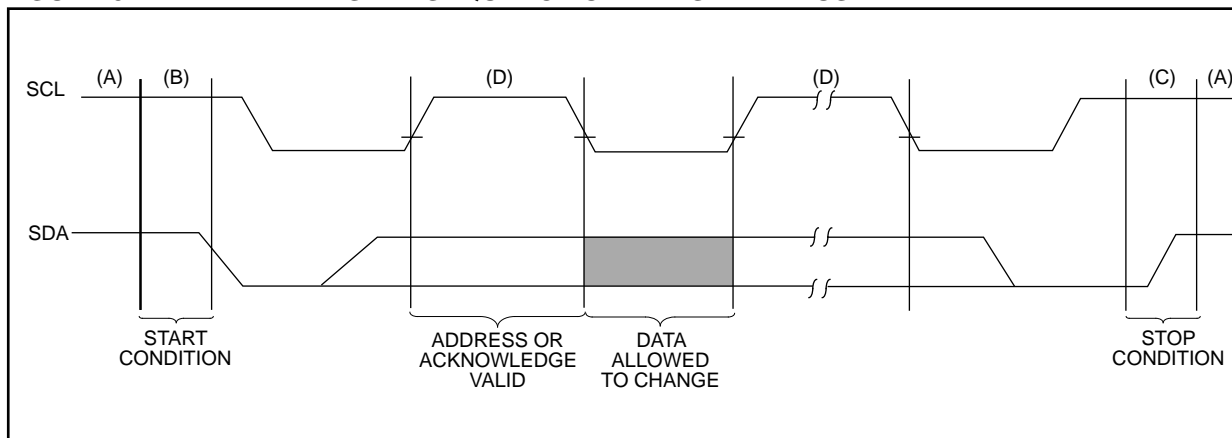 (A) (B) (D) (D) (C) (A)
SCL
SDA
START
CONDITION
ADDRESS OR
ACKNOWLEDGE
VALID
DATA
ALLOWED
TO CHANGE
STOP
CONDITION